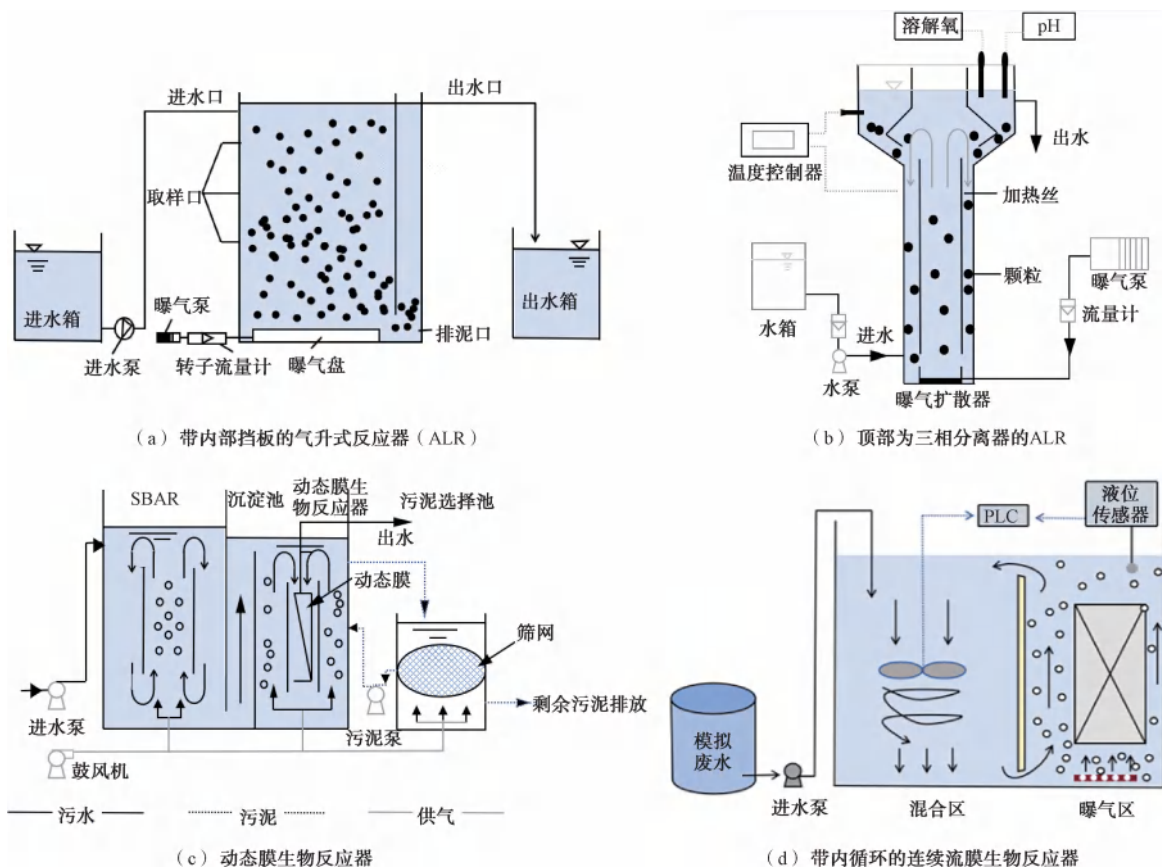 进水口
出水口
取样口
进水箱
曝气泵
进水泵
转子流量计
曝气盘
排泥口
出水箱
(a) 带内部挡板的气升式反应器(ALR)
溶解氧
pH
温度控制器
出水
加热丝
颗粒
曝气泵
流量计
水箱
进水
水泵
曝气扩散器
(b) 顶部为三相分离器的ALR
SBAR
沉淀池
动态膜生
物反应器
污泥选择池
出水
动态膜
筛网
剩余污泥排放
进水泵
污泥泵
鼓风机
污水
污泥
供气
(c) 动态膜生物反应器
PLC
液位
传感器
模拟
废水
进水泵
混合区
曝气区
(d) 带内循环的连续流膜生物反应器